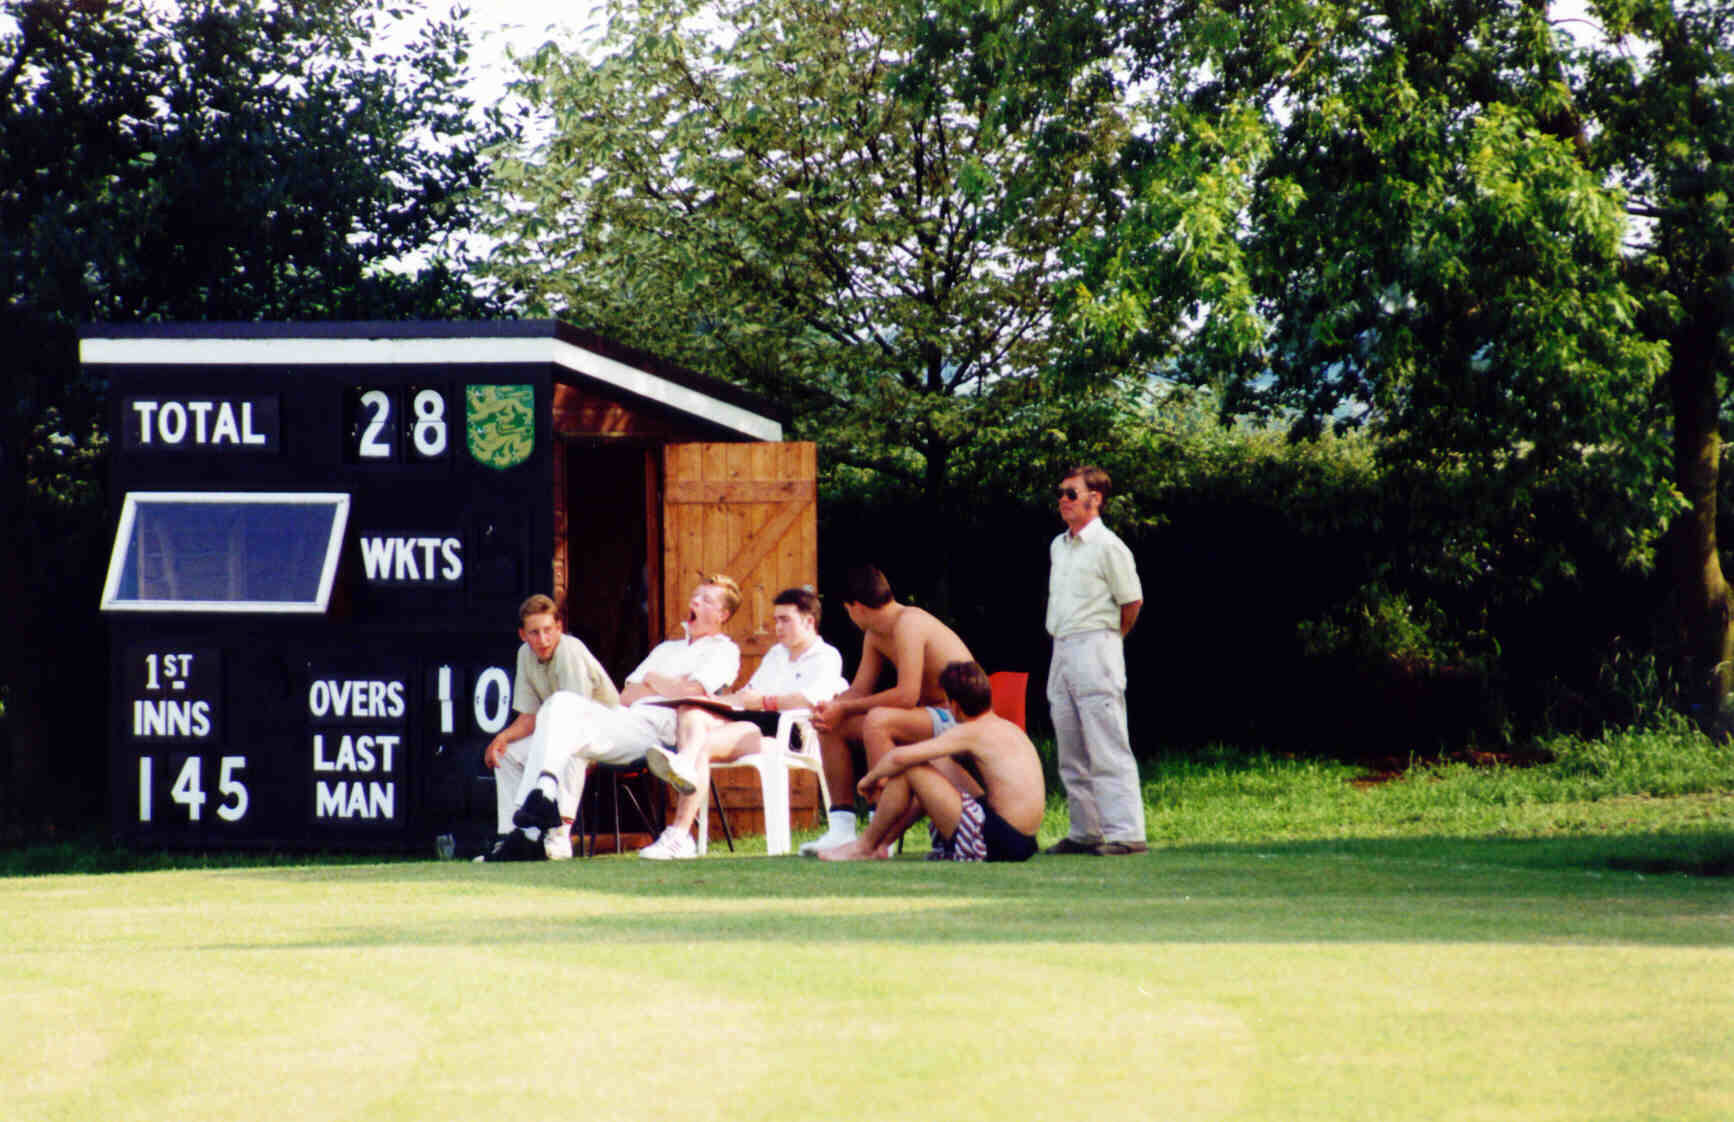 TOTAL 28
WKTS
1ST
INNS
145
OVERS 10
LAST
MAN